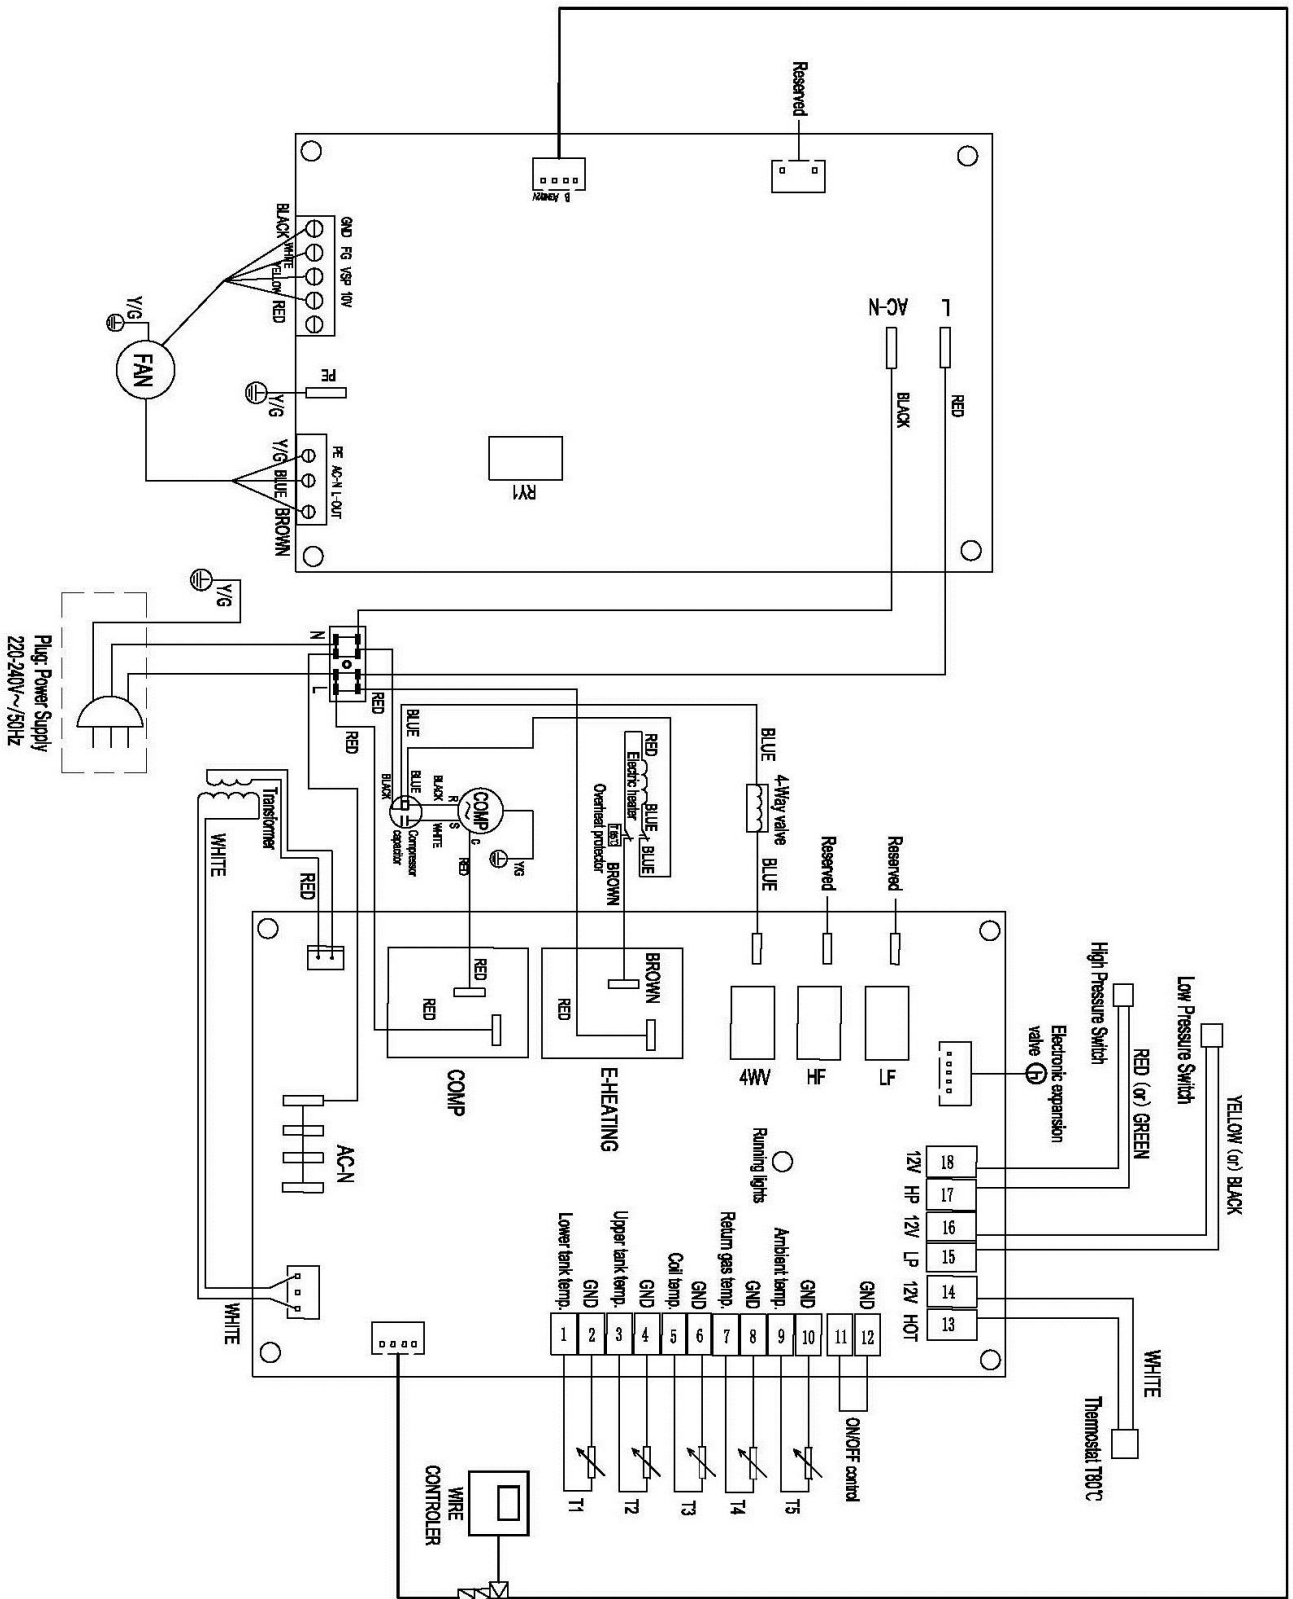 Reserved
B AGND12V
GND FG VSP 10V
BLACK
WHITE
YELLOW
RED
Y/G
FAN
PE
Y/G
PE AC-N L-OUT
Y/G
BLUE
BROWN
RY1
AC-N
L
BLACK
RED
Y/G
Plug: Power Supply
220-240V~/50Hz
N
L
RED
RED
BLUE
BLUE
BLACK
BLACK
WHITE
R
S
C
COMP
RED
Y/G
Compressor
capacitor
RED
Electric heater
BLUE
BLUE
Overheat protector
T85℃
BROWN
BLUE
4-Way valve
BLUE
Reserved
Reserved
Transformer
WHITE
RED
RED
RED
COMP
BROWN
RED
E-HEATING
4WV
HF
LF
AC-N
WHITE
Running lights
High Pressure Switch
RED (or) GREEN
Low Pressure Switch
YELLOW (or) BLACK
Electronic expansion
valve
12V 18
HP 17
12V 16
LP 15
12V 14
HOT 13
WHITE
Thermostat T80℃
Lower tank temp.
GND
Upper tank temp.
GND
Coil temp.
GND
Return gas temp.
GND
Ambient temp.
GND
GND
1 2 3 4 5 6 7 8 9 10 11 12
T1
T2
T3
T4
T5
ON/OFF control
WIRE
CONTROLER